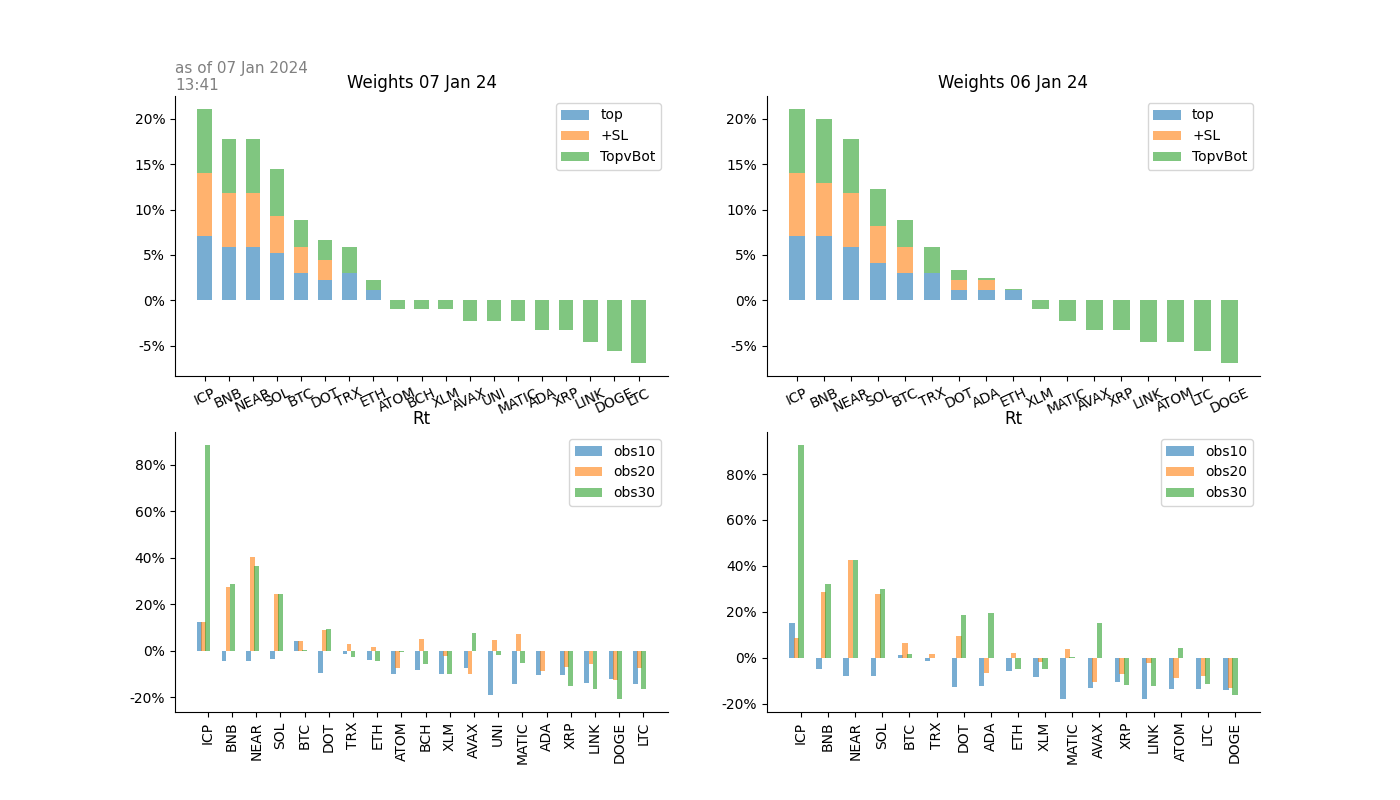 as of 07 Jan 2024
13:41
Weights 07 Jan 24
20%
15%
10%
5%
0%
-5%
top
+SL
TopvBot
ICP BNB NEAR SOL BTC DOT TRX ETH ATOM BCH XLM AVAX UNI MATIC ADA XRP LINK DOGE LTC
Weights 06 Jan 24
20%
15%
10%
5%
0%
-5%
top
+SL
TopvBot
ICP BNB NEAR SOL BTC TRX DOT ADA ETH XLM MATIC AVAX XRP LINK ATOM LTC DOGE
Rt
80%
60%
40%
20%
0%
-20%
obs10
obs20
obs30
ICP BNB NEAR SOL BTC DOT TRX ETH ATOM BCH XLM AVAX UNI MATIC ADA XRP LINK DOGE LTC
Rt
80%
60%
40%
20%
0%
-20%
obs10
obs20
obs30
ICP BNB NEAR SOL BTC TRX DOT ADA ETH XLM MATIC AVAX XRP LINK ATOM LTC DOGE